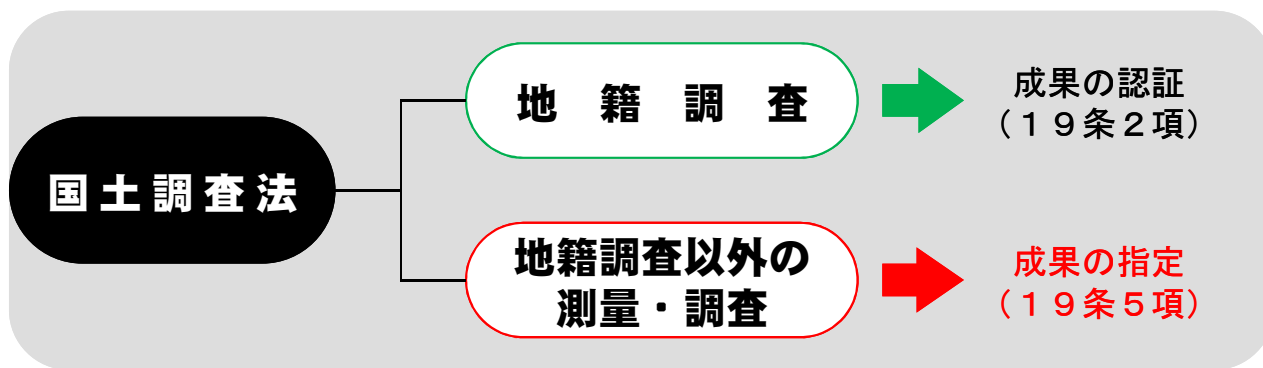 国土調査法
地籍調査
成果の認証
（１９条２項）
地籍調査以外の
測量・調査
成果の指定
（１９条５項）